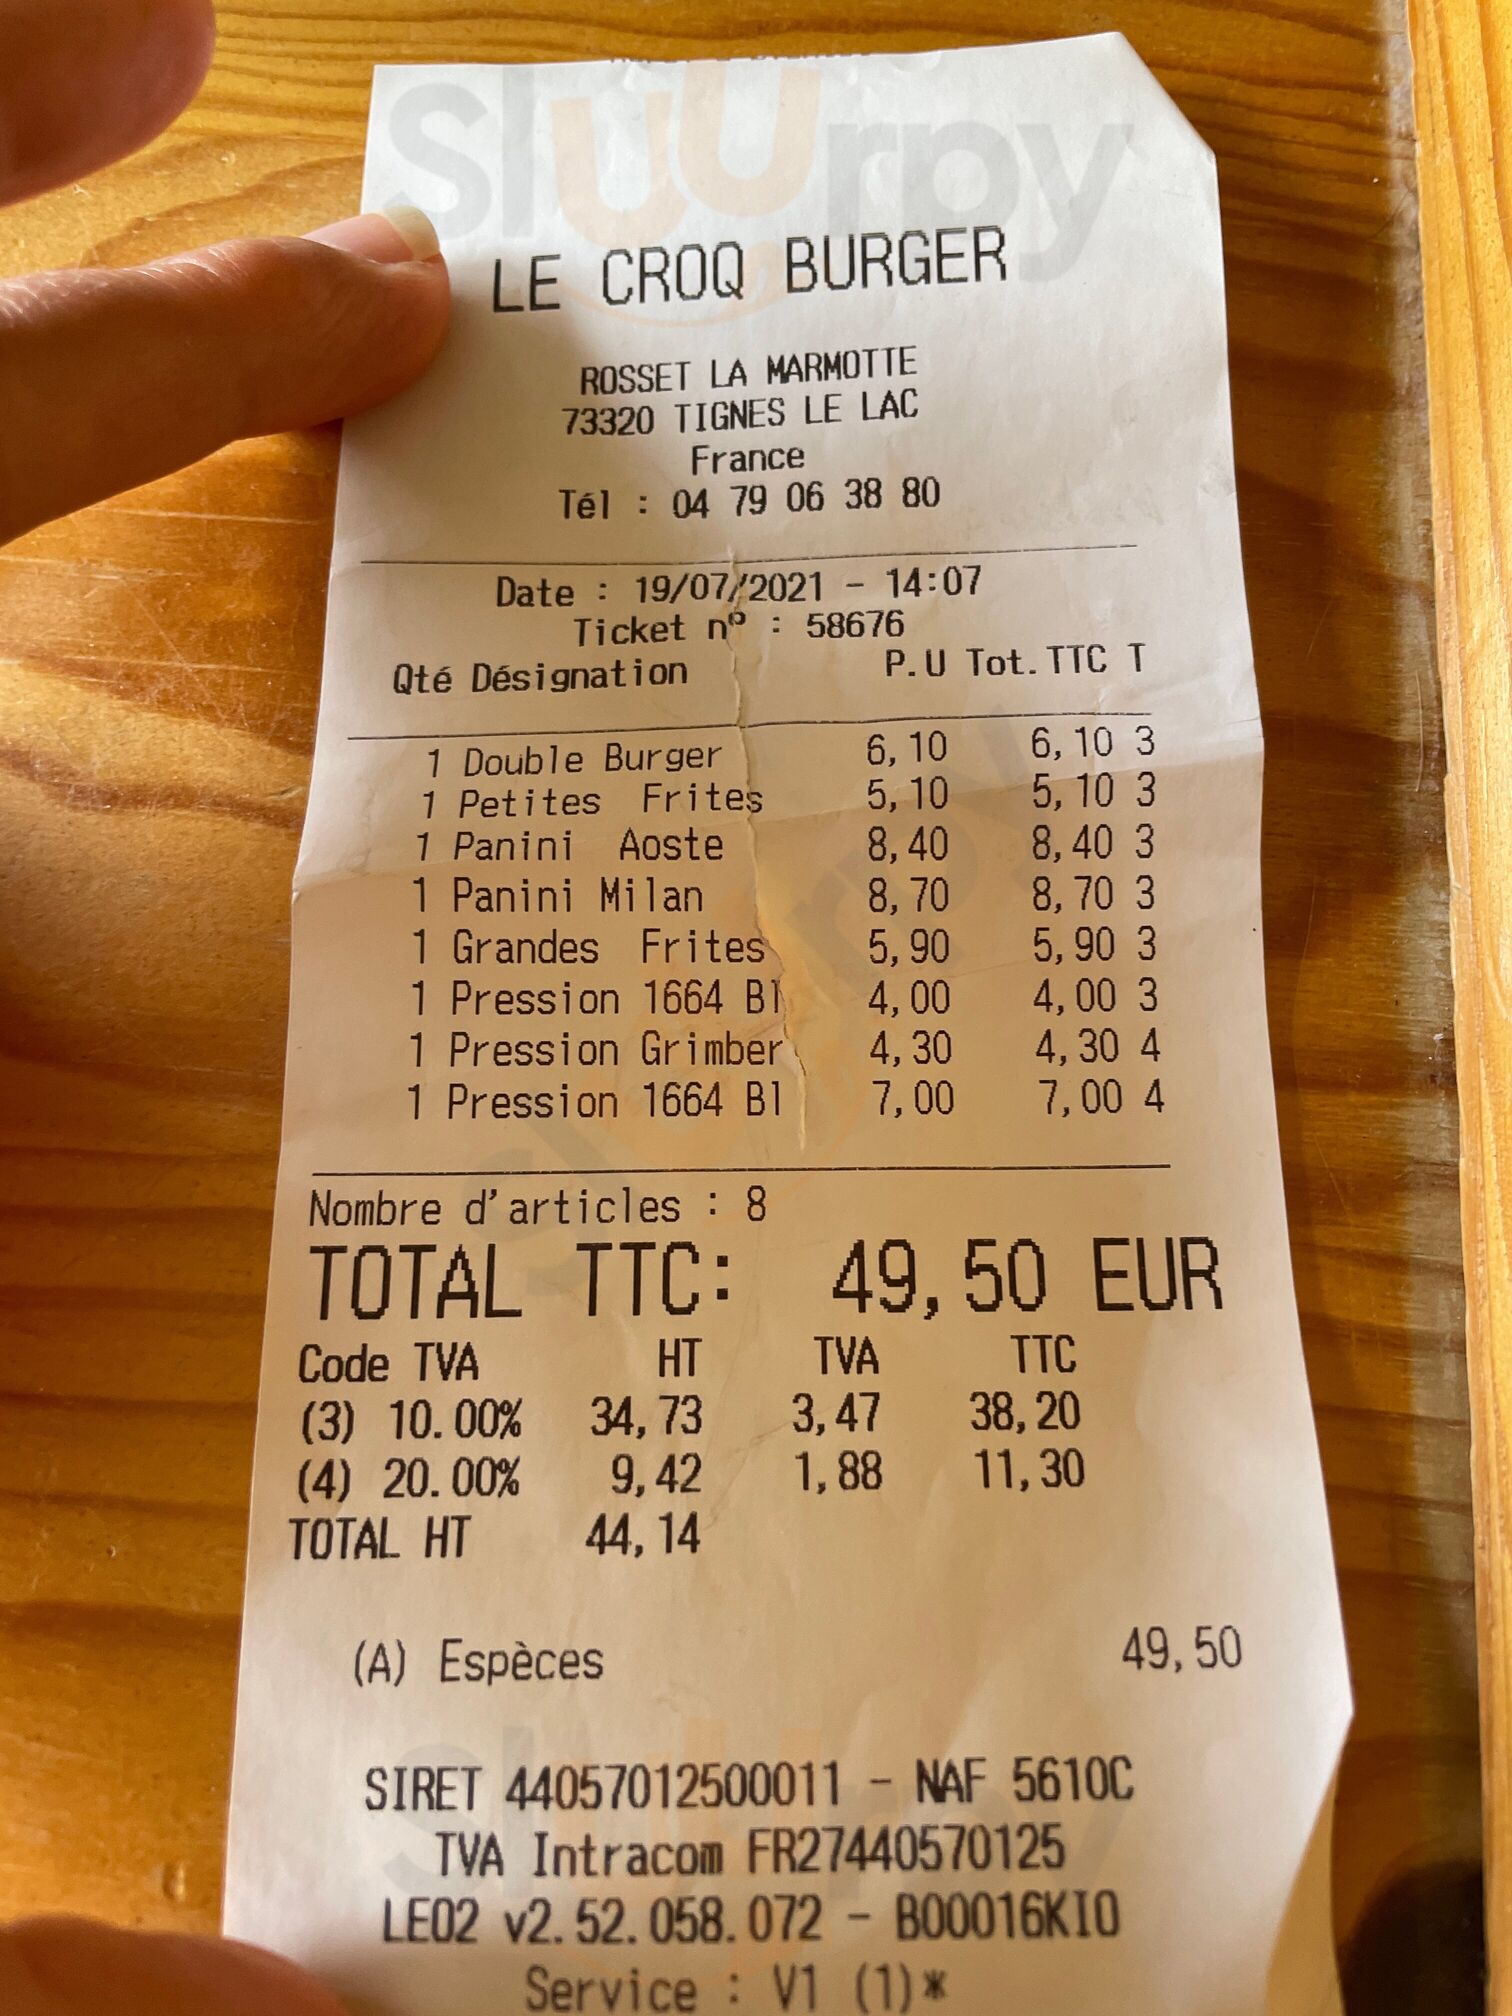 Sluurpy
LE CROQ BURGER
ROSSET LA MARMOTTE
73320 TIGNES LE LAC
France
Tél : 04 79 06 38 80
Date : 19/07/2021 - 14:07
Ticket nº : 58676
Qté Désignation P.U Tot.TTC T
1 Double Burger 6,10 6,10 3
1 Petites Frites 5,10 5,10 3
1 Panini Aoste 8,40 8,40 3
1 Panini Milan 8,70 8,70 3
1 Grandes Frites 5,90 5,90 3
1 Pression 1664 Bl 4,00 4,00 3
1 Pression Grimber 4,30 4,30 4
1 Pression 1664 Bl 7,00 7,00 4
Sluurpy
Nombre d'articles : 8
TOTAL TTC: 49,50 EUR
Code TVA HT TVA TTC
(3) 10.00% 34,73 3,47 38,20
(4) 20.00% 9,42 1,88 11,30
TOTAL HT 44,14
(A) Espèces 49,50
SIRET 44057012500011 - NAF 5610C
Sluurpy
TVA Intracom FR27440570125
LEO2 v2.52.058.072 - B00016KIO
Service : V1 (1)*